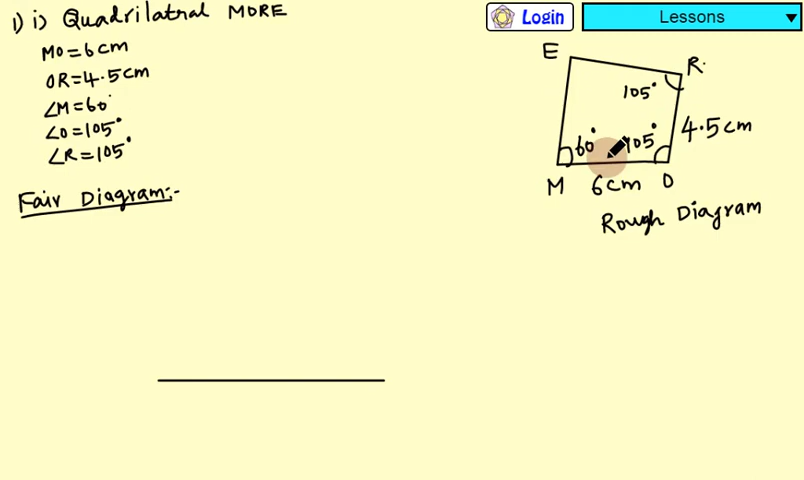 1) i) Quadrilatral MORE
MO=6cm
OR=4.5cm
∠M=60°
∠O=105°
∠R=105°
Fair Diagram:-
Login
Lessons
E
R.
105°
60°
105°
4.5cm
M 6cm O
Rough Diagram